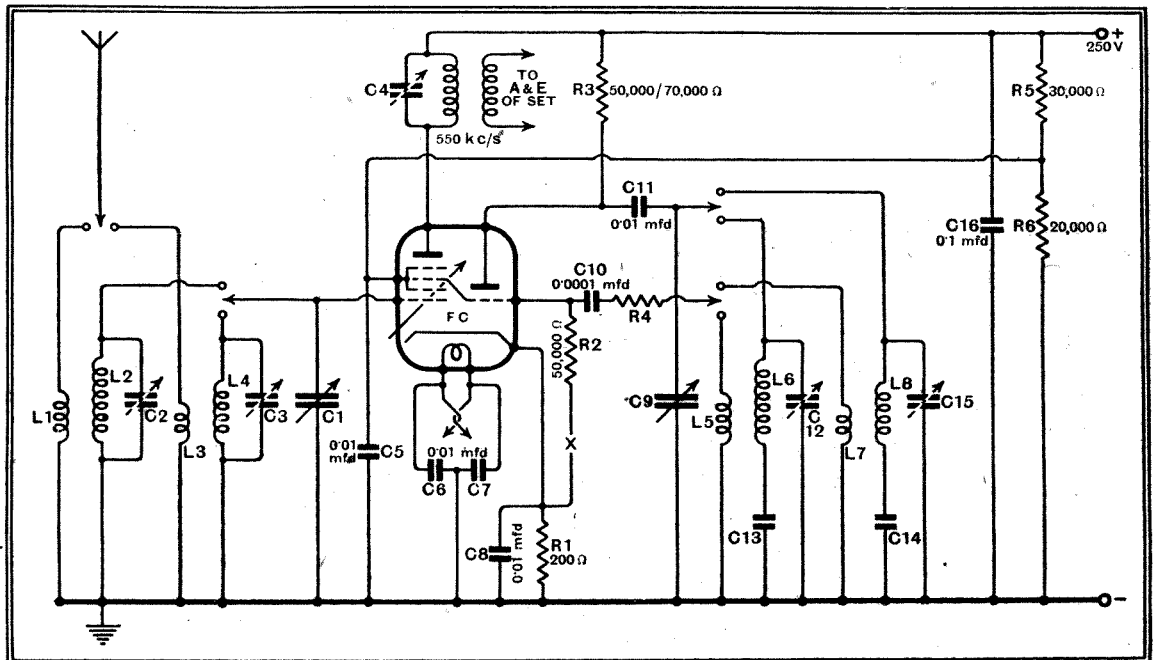 +
250 V
C4
TO
A & E
OF SET
550 kc/s
R3
50,000/70,000 Ω
R5
30,000 Ω
C11
0·01 mfd
C16
0·1 mfd
R6
20,000 Ω
C10
0·0001 mfd
R4
FC
50,000 Ω
R2
L1
L2
C2
L3
L4
C3
C1
0·01
mfd
C5
0·01 mfd
C6
C7
X
C9
L5
L6
C
12
L7
L8
C15
C8
0·01 mfd
R1
200 Ω
C13
C14
-